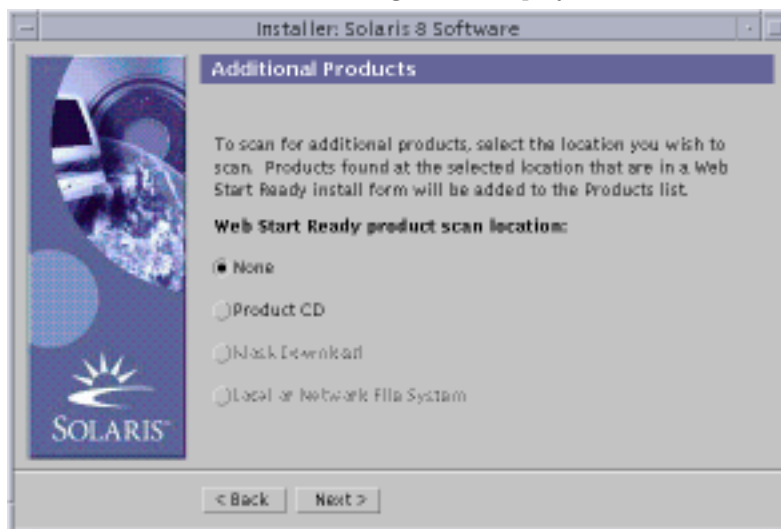 Installer: Solaris 8 Software
Additional Products
To scan for additional products, select the location you wish to
scan. Products found at the selected location that are in a Web
Start Ready install form will be added to the Products list.
Web Start Ready product scan location:
None
Product CD
Kiosk Download
Local or Network File System
SOLARIS
< Back
Next >